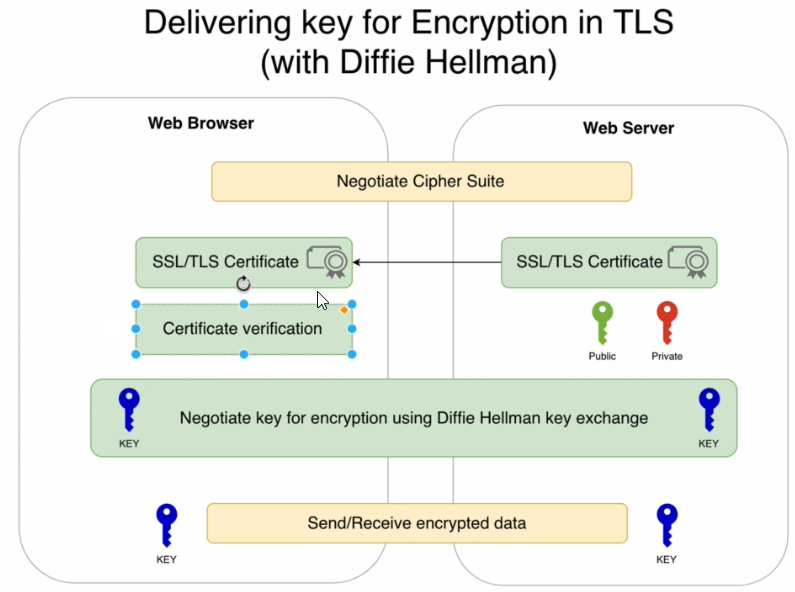 Delivering key for Encryption in TLS
(with Diffie Hellman)
Web Browser
Web Server
Negotiate Cipher Suite
SSL/TLS Certificate
SSL/TLS Certificate
Certificate verification
Public
Private
Negotiate key for encryption using Diffie Hellman key exchange
KEY
KEY
Send/Receive encrypted data
KEY
KEY